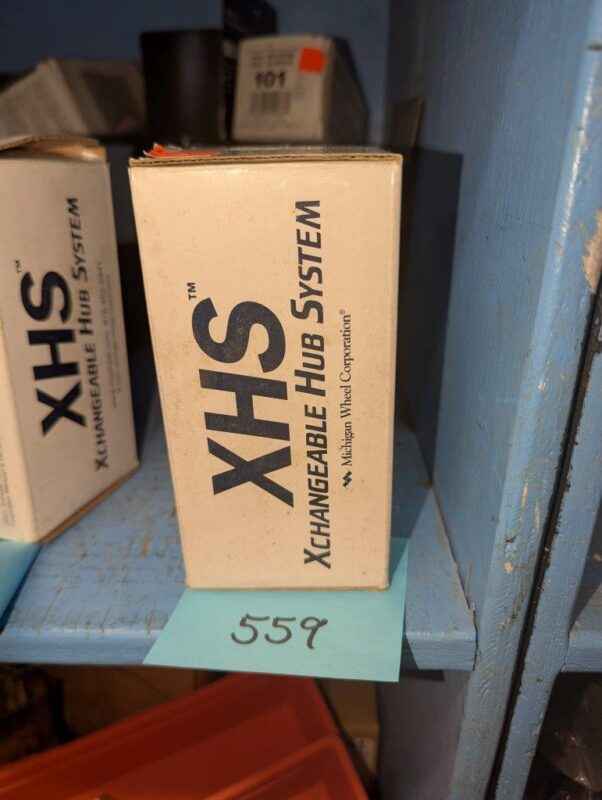 101
XHS™
XCHANGEABLE HUB SYSTEM
XHS™
XCHANGEABLE HUB SYSTEM
Michigan Wheel Corporation®
559